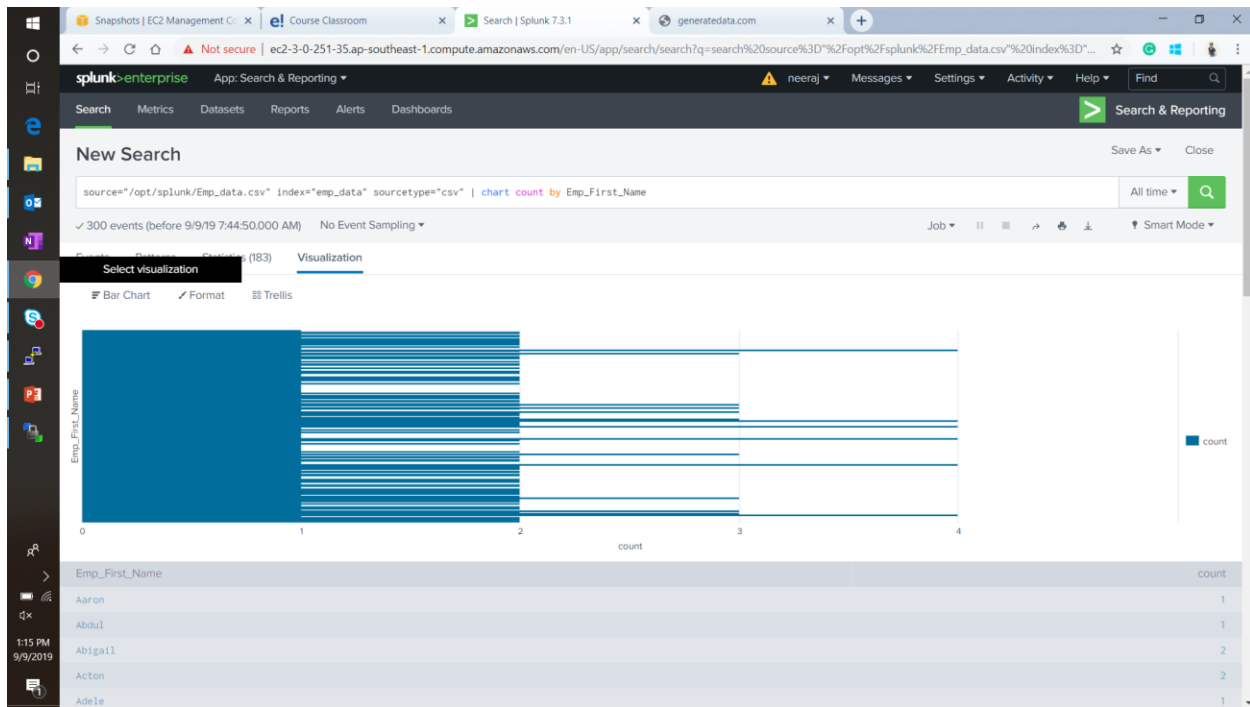 Snapshots | EC2 Management Co
Course Classroom
Search | Splunk 7.3.1
generatedata.com
Not secure | ec2-3-0-251-35.ap-southeast-1.compute.amazonaws.com/en-US/app/search/search?q=search%20source%3D"%2Fopt%2Fsplunk%2FEmp_data.csv"%20index%3D"...
splunk>enterprise App: Search & Reporting
neeraj Messages Settings Activity Help Find
Search Metrics Datasets Reports Alerts Dashboards
Search & Reporting
New Search
Save As Close
source="/opt/splunk/Emp_data.csv" index="emp_data" sourcetype="csv" | chart count by Emp_First_Name
All time
300 events (before 9/9/19 7:44:50.000 AM) No Event Sampling
Job Smart Mode
Events Patterns Statistics (183) Visualization
Select visualization
Bar Chart Format Trellis
Emp_First_Name
count
0 1 2 3 4
count
Emp_First_Name count
Aaron 1
Abdul 1
Abigail 2
Acton 2
Adele 1
1:15 PM
9/9/2019